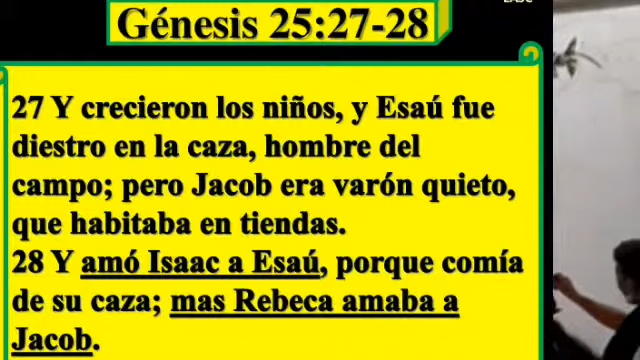 Génesis 25:27-28
27 Y crecieron los niños, y Esaú fue
diestro en la caza, hombre del
campo; pero Jacob era varón quieto,
que habitaba en tiendas.
28 Y amó Isaac a Esaú, porque comía
de su caza; mas Rebeca amaba a
Jacob.